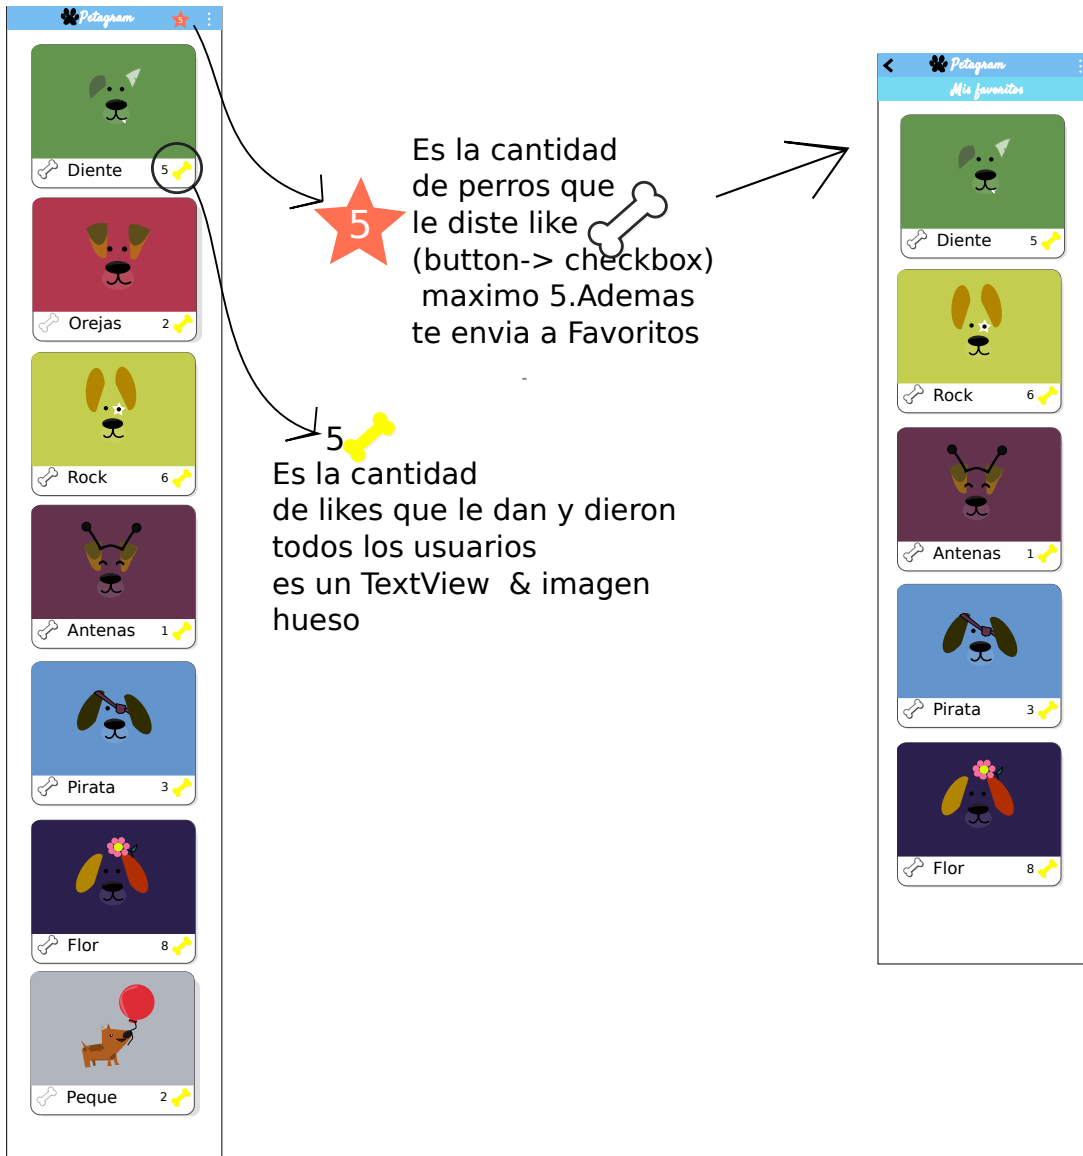 Petagram
5
Diente
5
Orejas
2
Rock
6
Antenas
1
Pirata
3
Flor
8
Peque
2
5
Es la cantidad
de perros que
le diste like
(button-> checkbox)
maximo 5.Ademas
te envia a Favoritos
5
Es la cantidad
de likes que le dan y dieron
todos los usuarios
es un TextView & imagen
hueso
Petagram
Mis favoritos
Diente
5
Rock
6
Antenas
1
Pirata
3
Flor
8